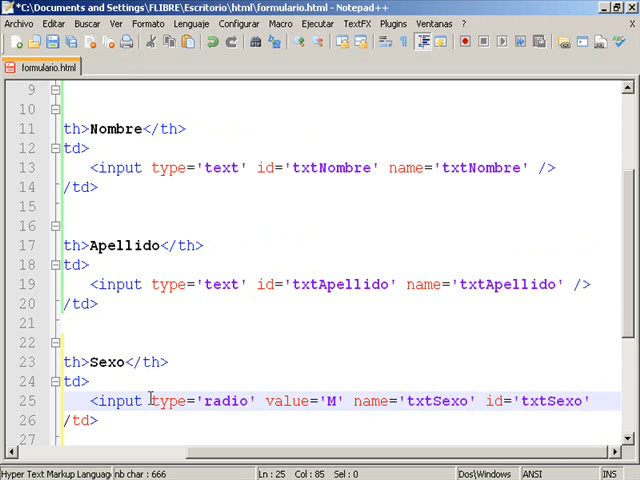 *C:\Documents and Settings\FLIBRE\Escritorio\html\formulario.html - Notepad++
Archivo Editar Buscar Ver Formato Lenguaje Configurar Macro Ejecutar TextFX Plugins Ventanas ?
formulario.html
9
10
11 th>Nombre</th>
12 td>
13 <input type='text' id='txtNombre' name='txtNombre' />
14 /td>
15
16
17 th>Apellido</th>
18 td>
19 <input type='text' id='txtApellido' name='txtApellido' />
20 /td>
21
22
23 th>Sexo</th>
24 td>
25 <input type='radio' value='M' name='txtSexo' id='txtSexo'
26 /td>
27
Hyper Text Markup Languag nb char : 666 Ln : 25 Col : 85 Sel : 0 Dos\Windows ANSI INS